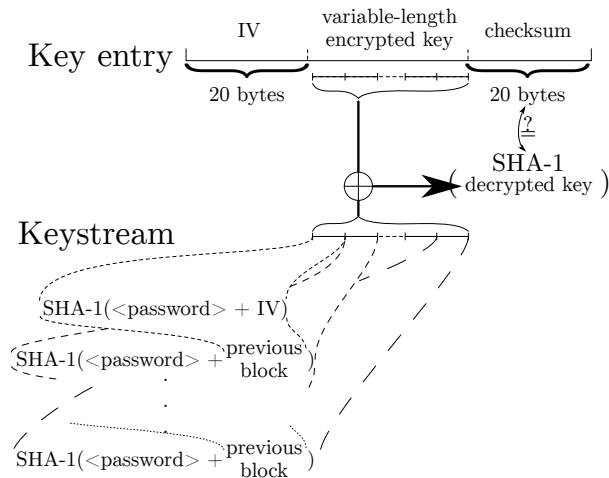 IV
variable-length
encrypted key
checksum
Key entry
20 bytes
20 bytes
?
=
SHA-1
( decrypted key )
Keystream
SHA-1(<password> + IV)
SHA-1(<password> + previous block)
.
.
.
SHA-1(<password> + previous block)